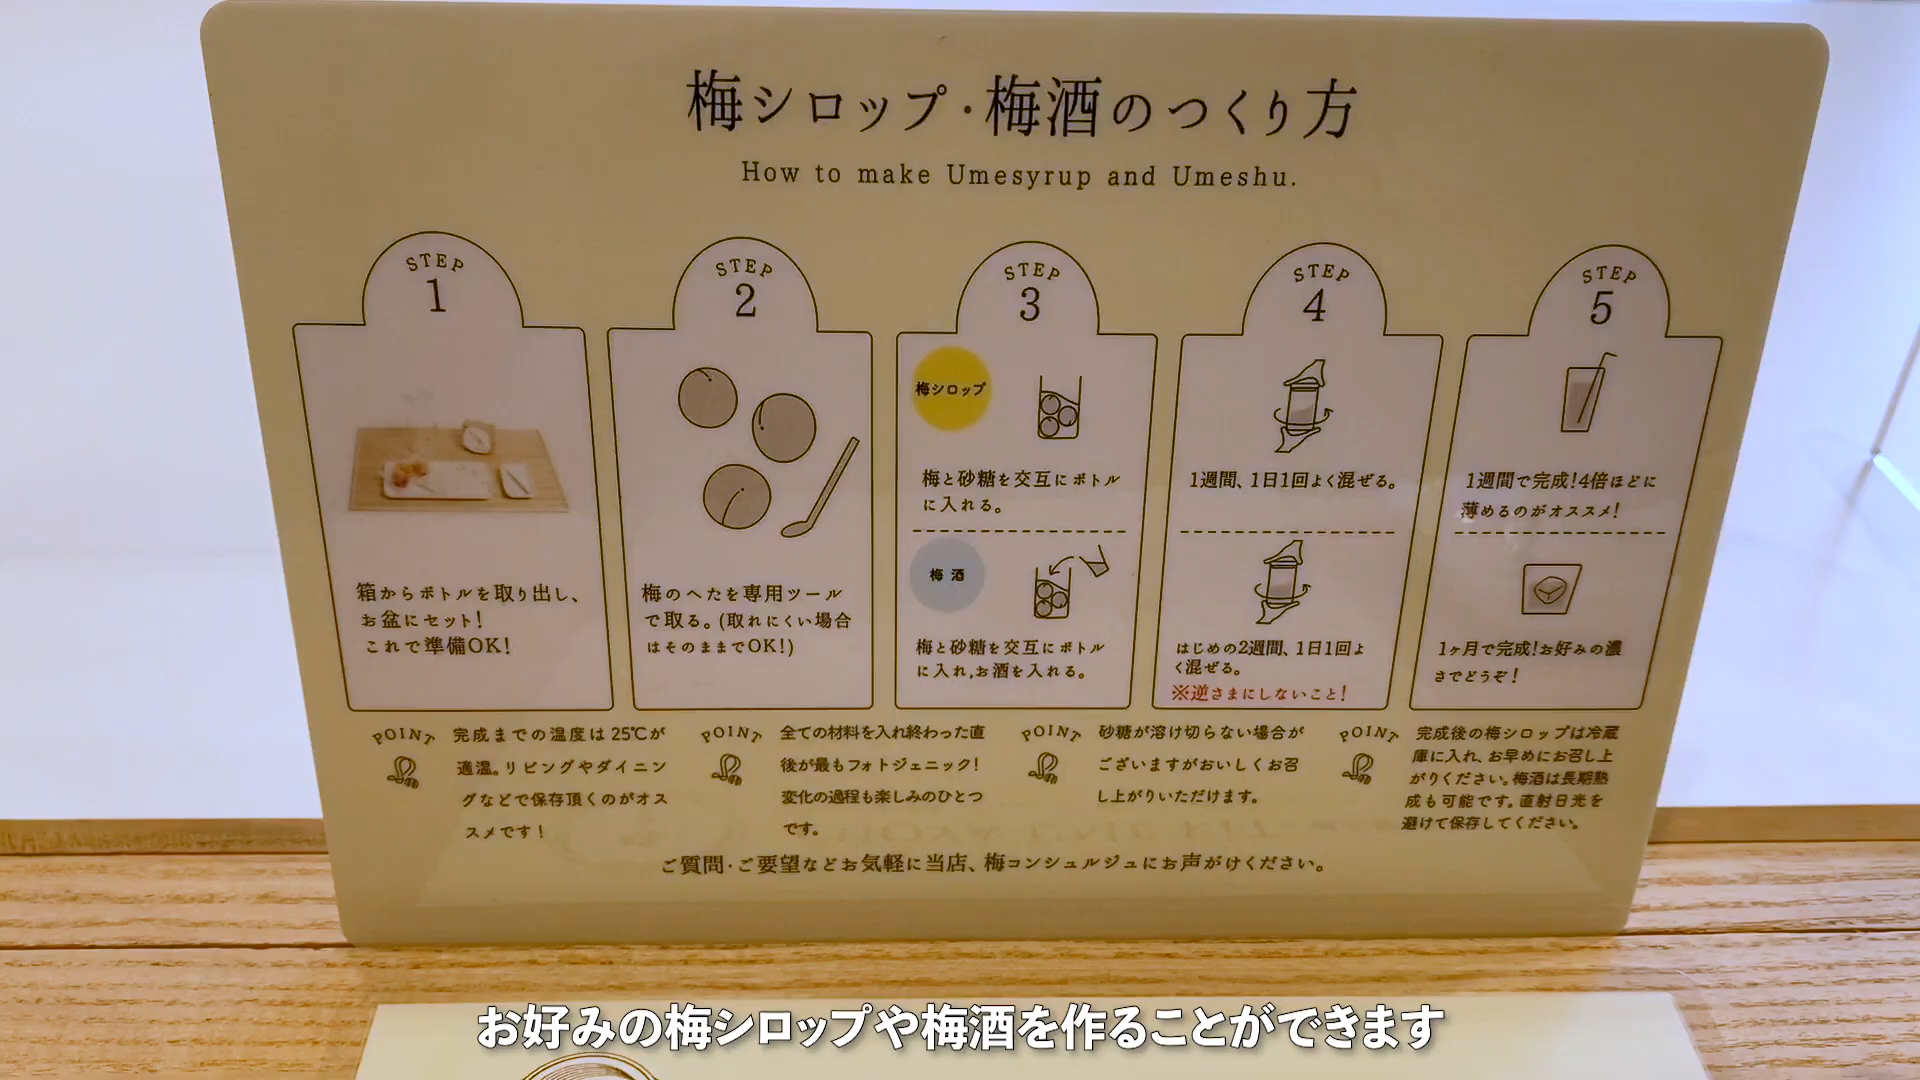 梅シロップ・梅酒のつくり方
How to make Umesyrup and Umeshu.
STEP
1
箱からボトルを取り出し、
お盆にセット!
これで準備OK!
STEP
2
梅のへたを専用ツール
で取る。(取れにくい場合
はそのままでOK!)
STEP
3
梅シロップ
梅と砂糖を交互にボトル
に入れる。
梅酒
梅と砂糖を交互にボトル
に入れ,お酒を入れる。
STEP
4
1週間、1日1回よく混ぜる。
はじめの2週間、1日1回よ
く混ぜる。
※逆さまにしないこと!
STEP
5
1週間で完成!4倍ほどに
薄めるのがオススメ!
1ヶ月で完成!お好みの濃
さでどうぞ!
POINT
完成までの温度は25℃が
適温。リビングやダイニン
グなどで保存頂くのがオス
スメです!
POINT
全ての材料を入れ終わった直
後が最もフォトジェニック!
変化の過程も楽しみのひとつ
です。
POINT
砂糖が溶け切らない場合が
ございますがおいしくお召
し上がりいただけます。
POINT
完成後の梅シロップは冷蔵
庫に入れ、お早めにお召し上
がりください。梅酒は長期熟
成も可能です。直射日光を
避けて保存してください。
ご質問・ご要望などお気軽に当店、梅コンシェルジュにお声がけください。
お好みの梅シロップや梅酒を作ることができます